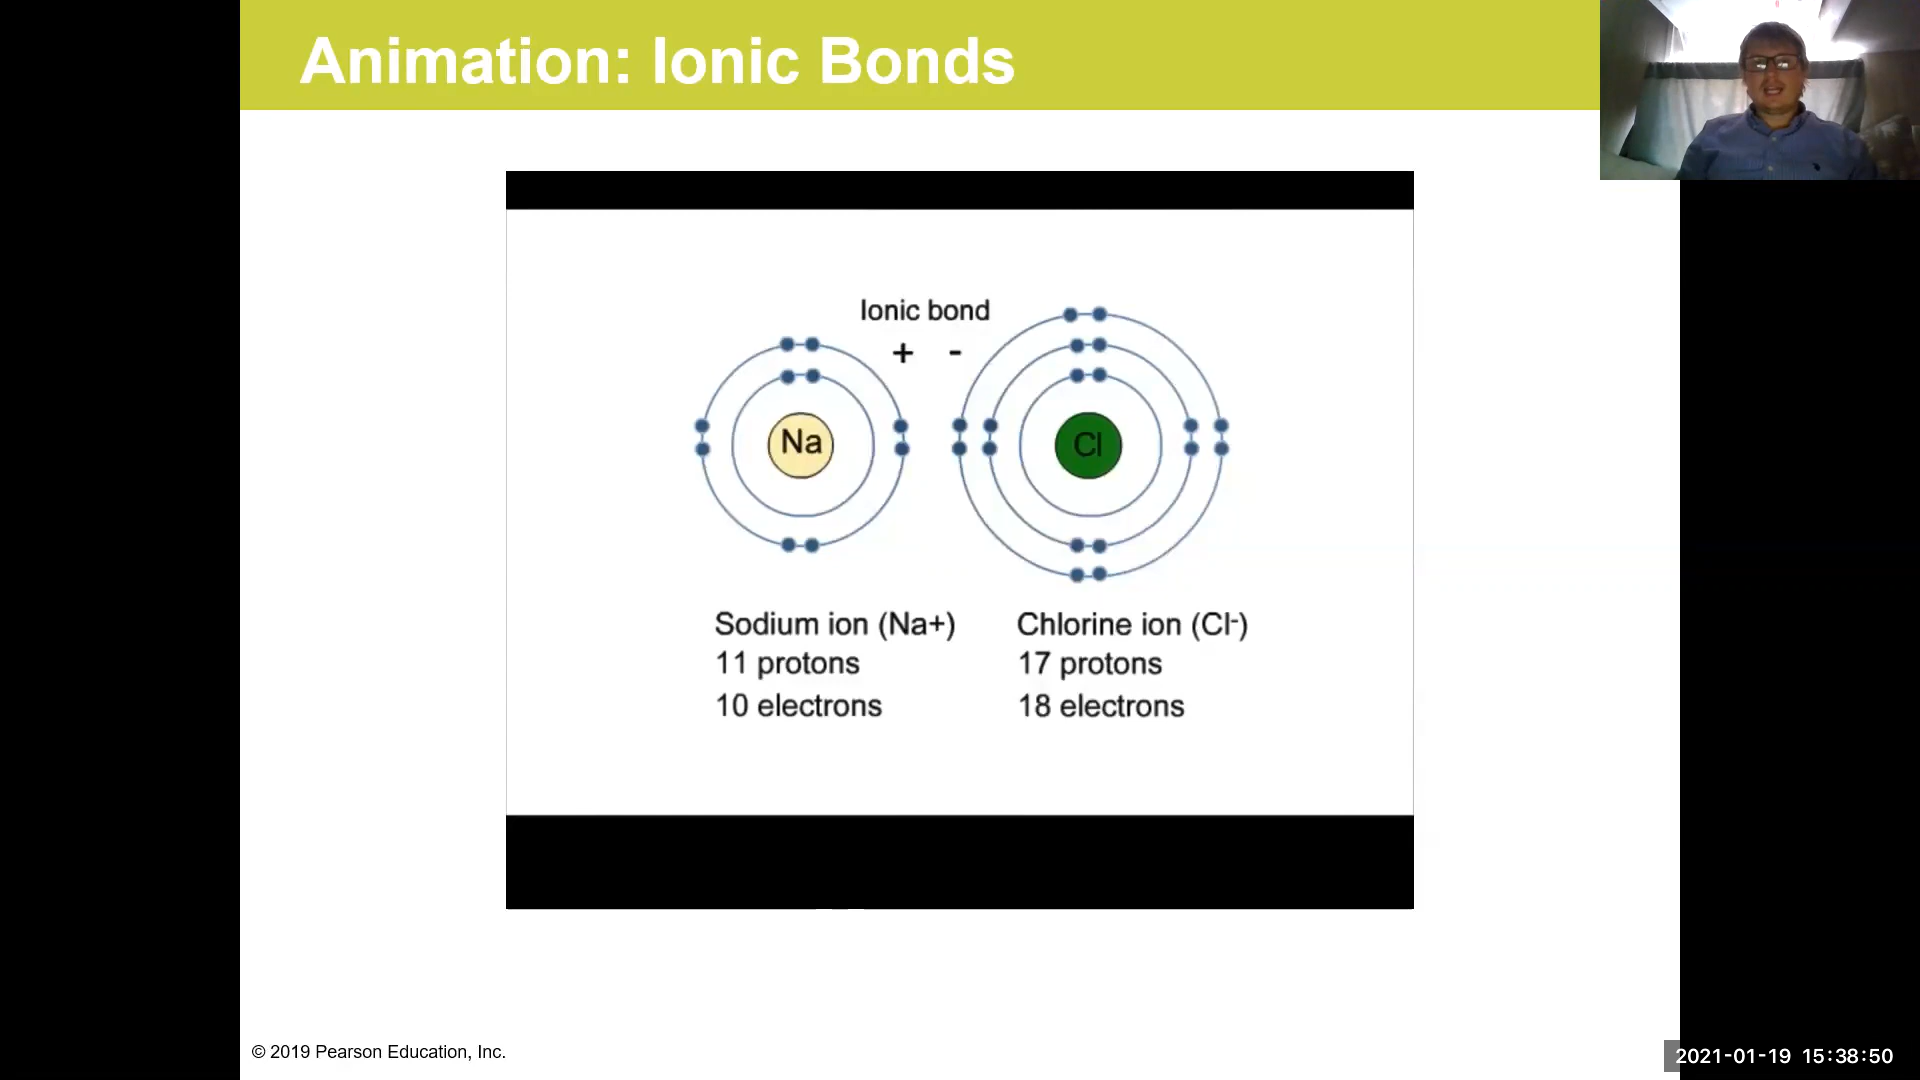 Animation: Ionic Bonds
Ionic bond
+ -
Na
Cl
Sodium ion (Na+)
11 protons
10 electrons
Chlorine ion (Cl-)
17 protons
18 electrons
© 2019 Pearson Education, Inc.
2021-01-19 15:38:50